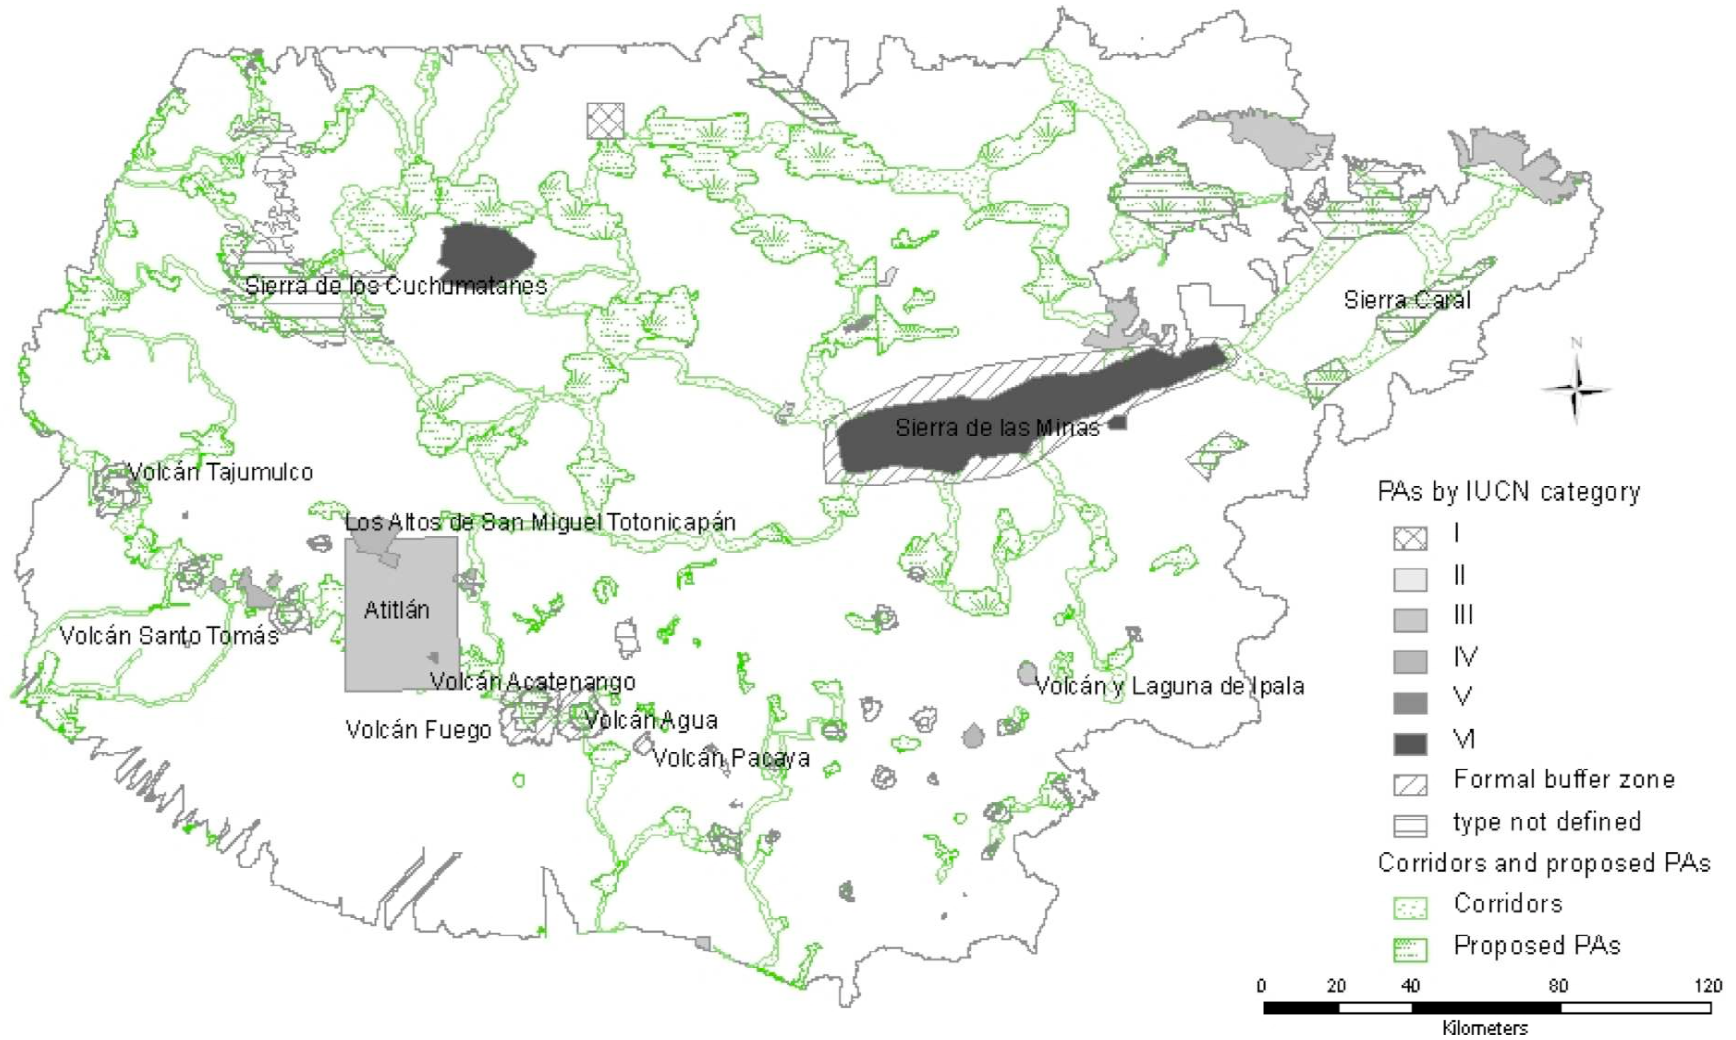 Sierra de los Cuchumatanes
Sierra Caral
N
Sierra de las Minas
Volcán Tajumulco
Los Altos de San Miguel Totonicapán
Atitlán
Volcán Santo Tomás
Volcán Acatenango
Volcán y Laguna de Ipala
Volcán Fuego
Volcán Agua
Volcán Pacaya
PAs by IUCN category
I
II
III
IV
V
VI
Formal buffer zone
type not defined
Corridors and proposed PAs
Corridors
Proposed PAs
0 20 40 80 120
Kilometers